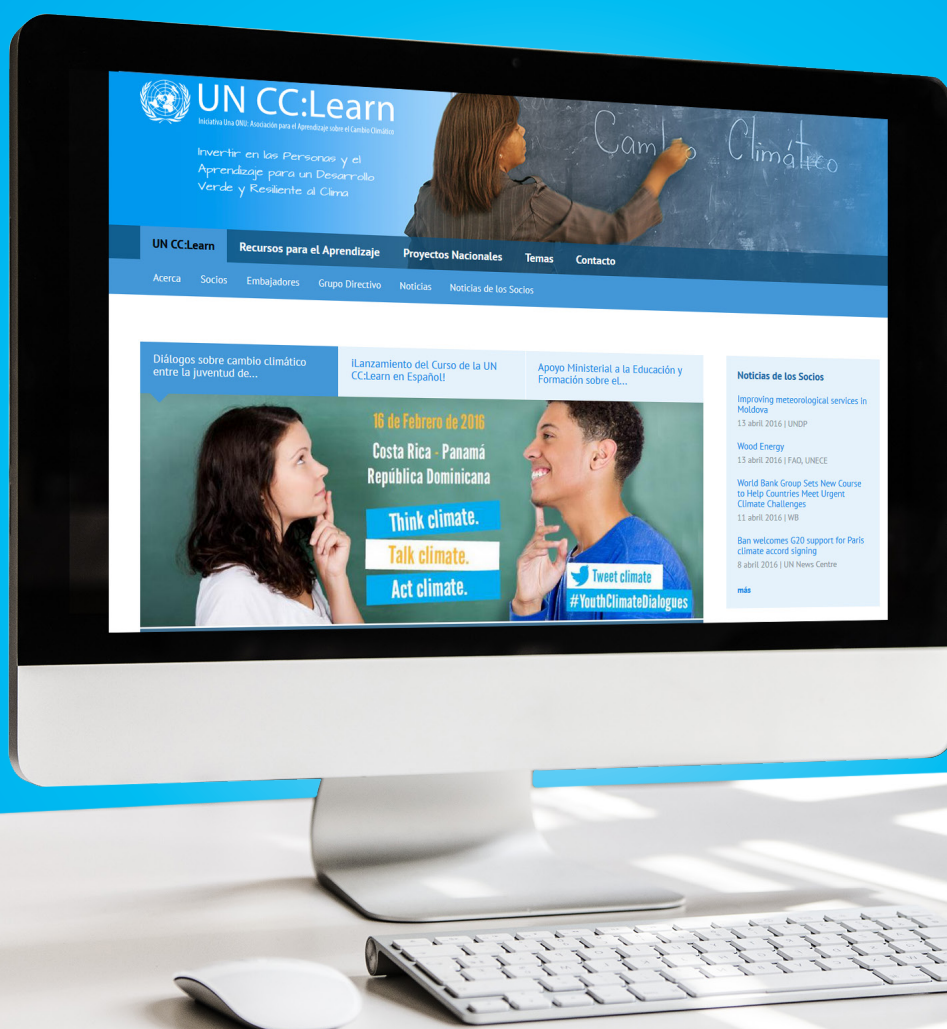 UN CC:Learn
Iniciativa Una ONU: Asociación para el Aprendizaje sobre el Cambio Climático
Invertir en las Personas y el
Aprendizaje para un Desarrollo
Verde y Resiliente al Clima
Cambio Climático
UN CC:Learn
Recursos para el Aprendizaje
Proyectos Nacionales
Temas
Contacto
Acerca
Socios
Embajadores
Grupo Directivo
Noticias
Noticias de los Socios
Diálogos sobre cambio climático
entre la juventud de...
¡Lanzamiento del Curso de la UN
CC:Learn en Español!
Apoyo Ministerial a la Educación y
Formación sobre el...
16 de Febrero de 2016
Costa Rica - Panamá
República Dominicana
Think climate.
Talk climate.
Act climate.
Tweet climate
#YouthClimateDialogues
Noticias de los Socios
Improving meteorological services in
Moldova
13 abril 2016 | UNDP
Wood Energy
13 abril 2016 | FAO, UNECE
World Bank Group Sets New Course
to Help Countries Meet Urgent
Climate Challenges
11 abril 2016 | WB
Ban welcomes G20 support for Paris
climate accord signing
8 abril 2016 | UN News Centre
más